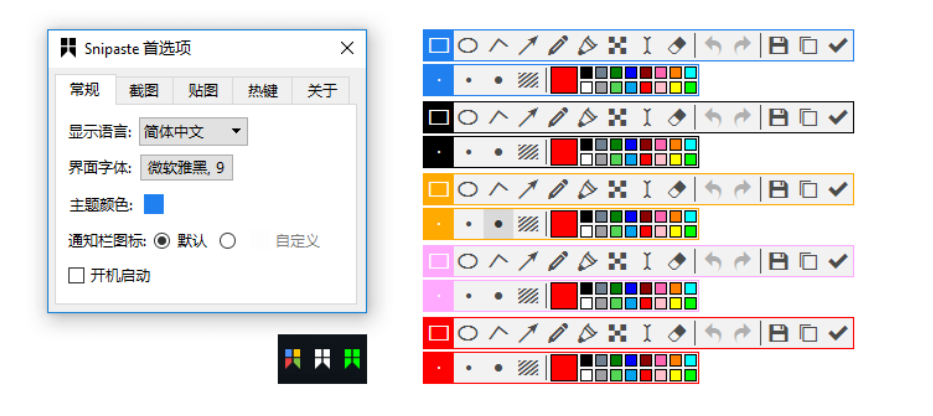 Snipaste 首选项
常规 截图 贴图 热键 关于
显示语言: 简体中文
界面字体: 微软雅黑, 9
主题颜色:
通知栏图标: 默认 自定义
开机启动